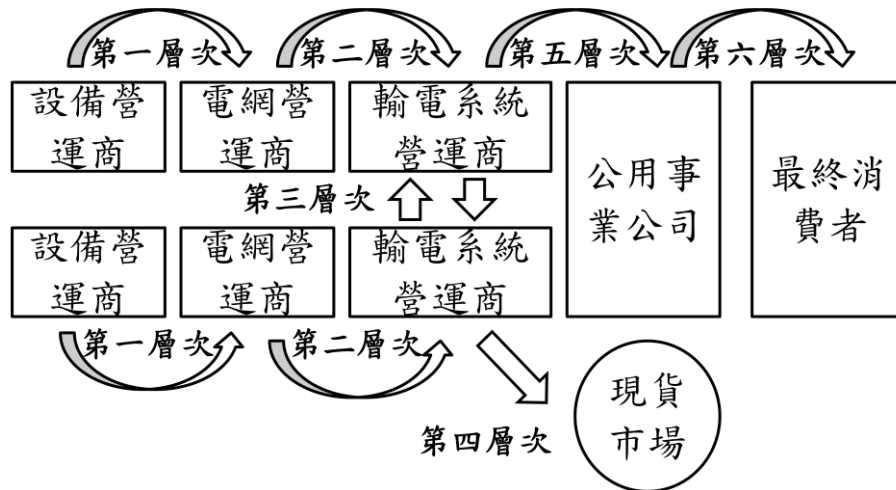 第一層次
第二層次
第五層次
第六層次
設備營
運商
電網營
運商
輸電系統
營運商
公用事
業公司
最終消
費者
第三層次
設備營
運商
電網營
運商
輸電系統
營運商
第一層次
第二層次
第四層次
現貨
市場